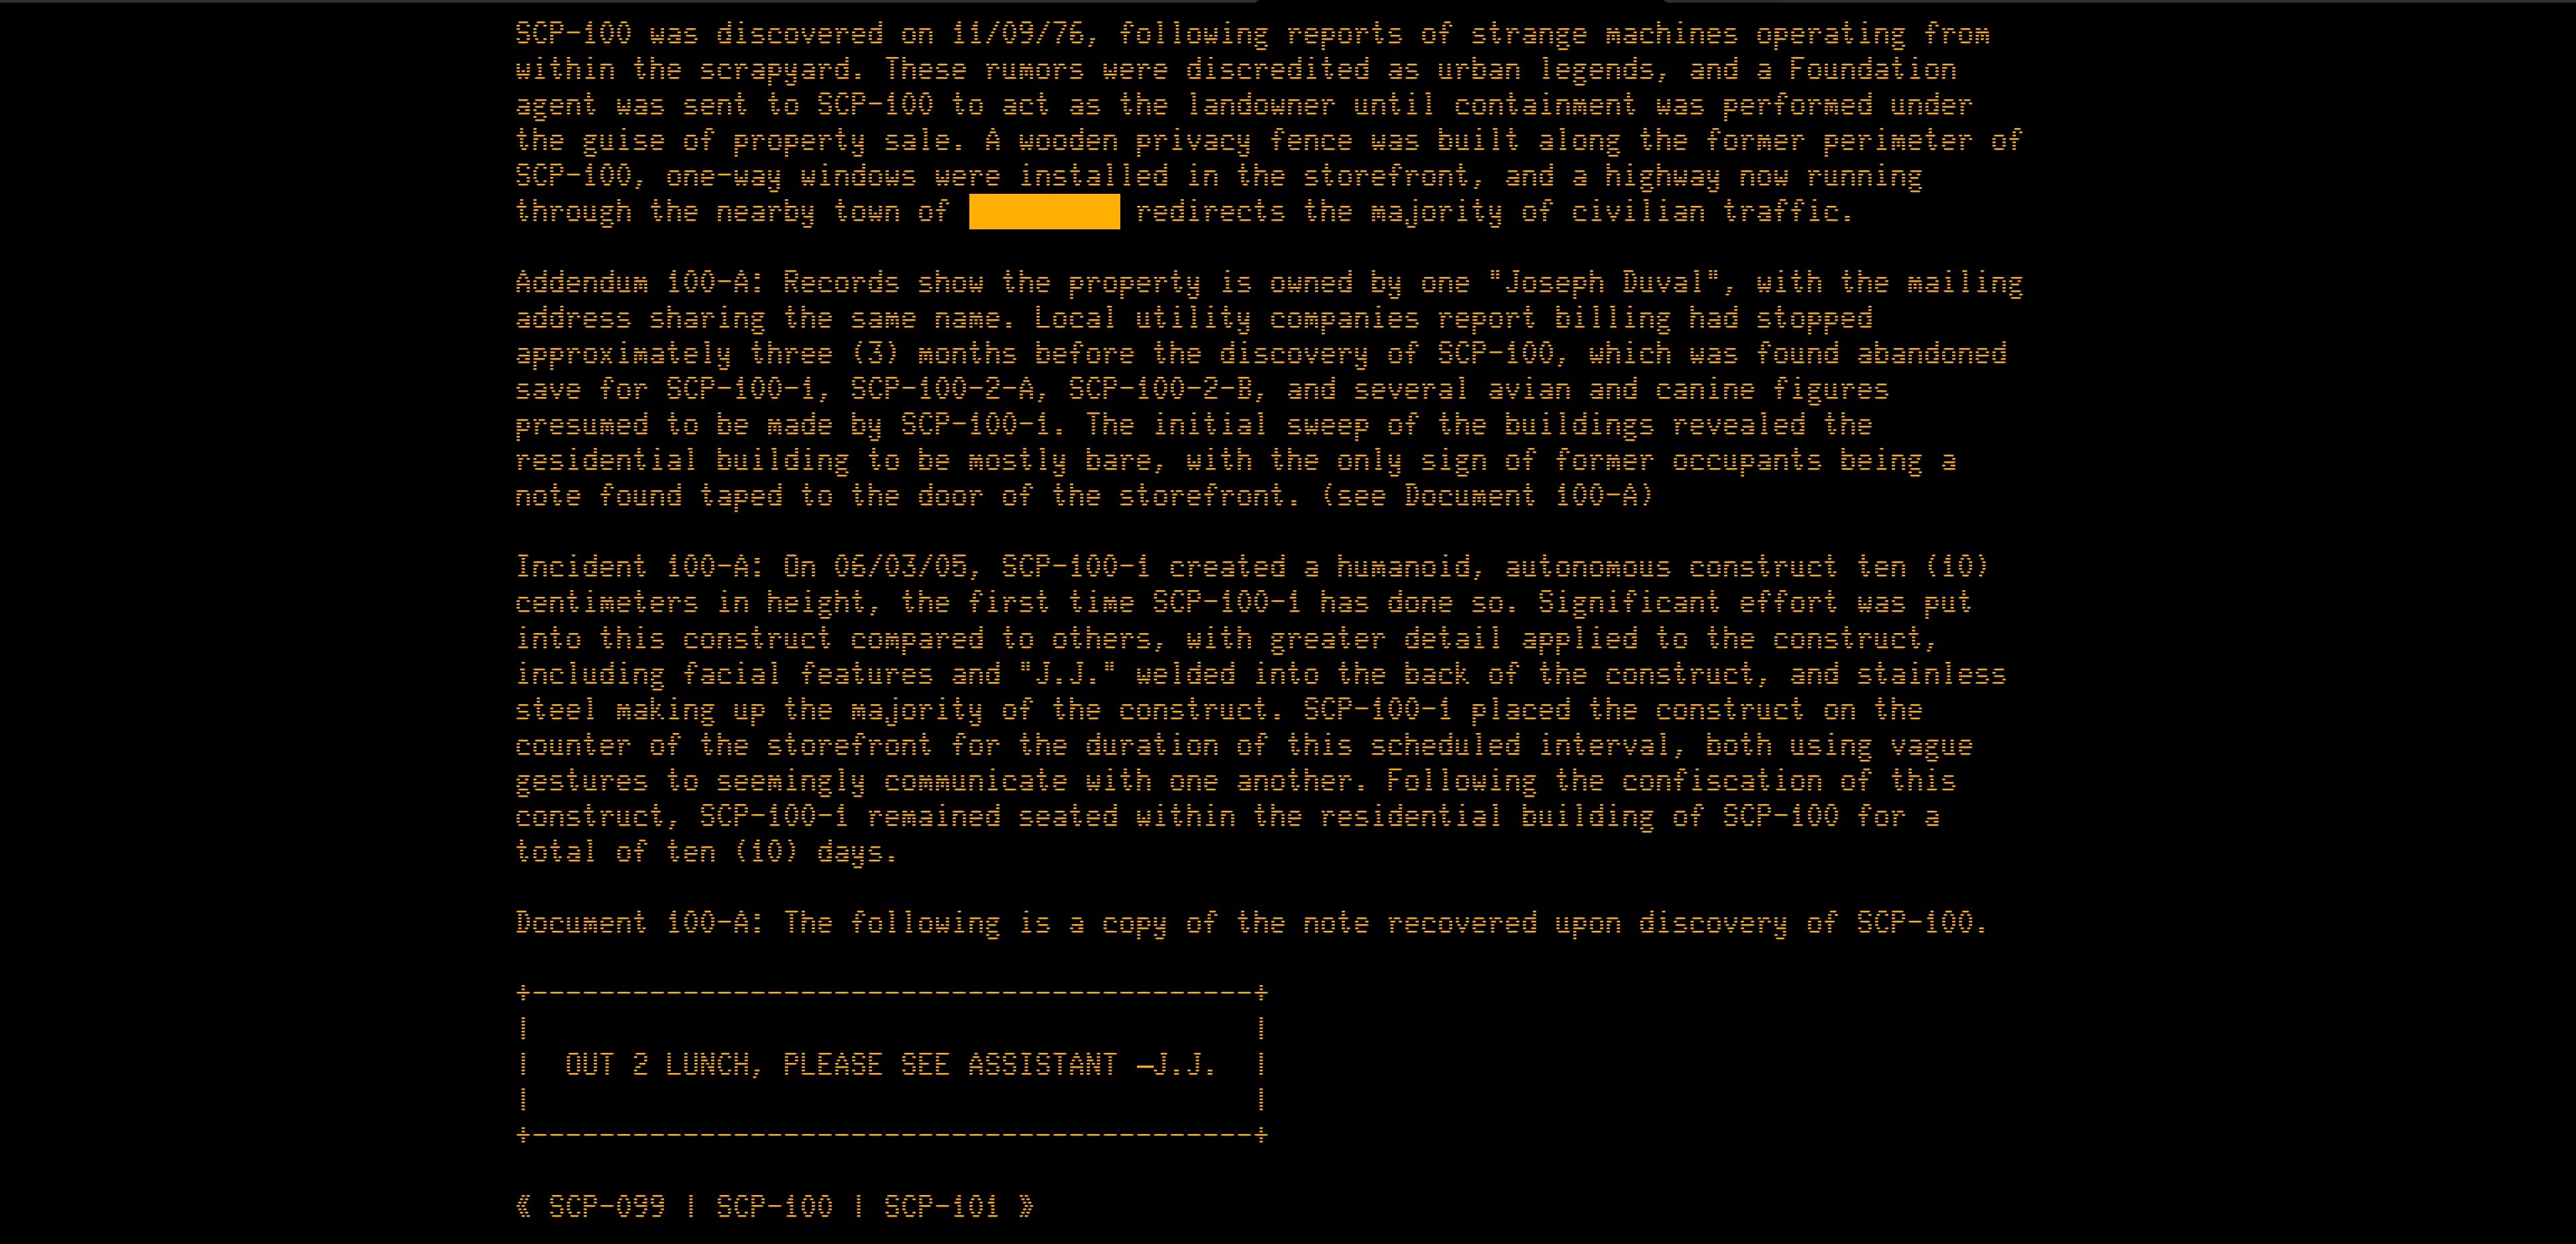 SCP-100 was discovered on 11/09/76, following reports of strange machines operating from
within the scrapyard. These rumors were discredited as urban legends, and a Foundation
agent was sent to SCP-100 to act as the landowner until containment was performed under
the guise of property sale. A wooden privacy fence was built along the former perimeter of
SCP-100, one-way windows were installed in the storefront, and a highway now running
through the nearby town of redirects the majority of civilian traffic.
Addendum 100-A: Records show the property is owned by one "Joseph Duval", with the mailing
address sharing the same name. Local utility companies report billing had stopped
approximately three (3) months before the discovery of SCP-100, which was found abandoned
save for SCP-100-1, SCP-100-2-A, SCP-100-2-B, and several avian and canine figures
presumed to be made by SCP-100-1. The initial sweep of the buildings revealed the
residential building to be mostly bare, with the only sign of former occupants being a
note found taped to the door of the storefront. (see Document 100-A)
Incident 100-A: On 06/03/05, SCP-100-1 created a humanoid, autonomous construct ten (10)
centimeters in height, the first time SCP-100-1 has done so. Significant effort was put
into this construct compared to others, with greater detail applied to the construct,
including facial features and "J.J." welded into the back of the construct, and stainless
steel making up the majority of the construct. SCP-100-1 placed the construct on the
counter of the storefront for the duration of this scheduled interval, both using vague
gestures to seemingly communicate with one another. Following the confiscation of this
construct, SCP-100-1 remained seated within the residential building of SCP-100 for a
total of ten (10) days.
Document 100-A: The following is a copy of the note recovered upon discovery of SCP-100.
OUT 2 LUNCH, PLEASE SEE ASSISTANT —J.J.
《 SCP-099 | SCP-100 | SCP-101 》